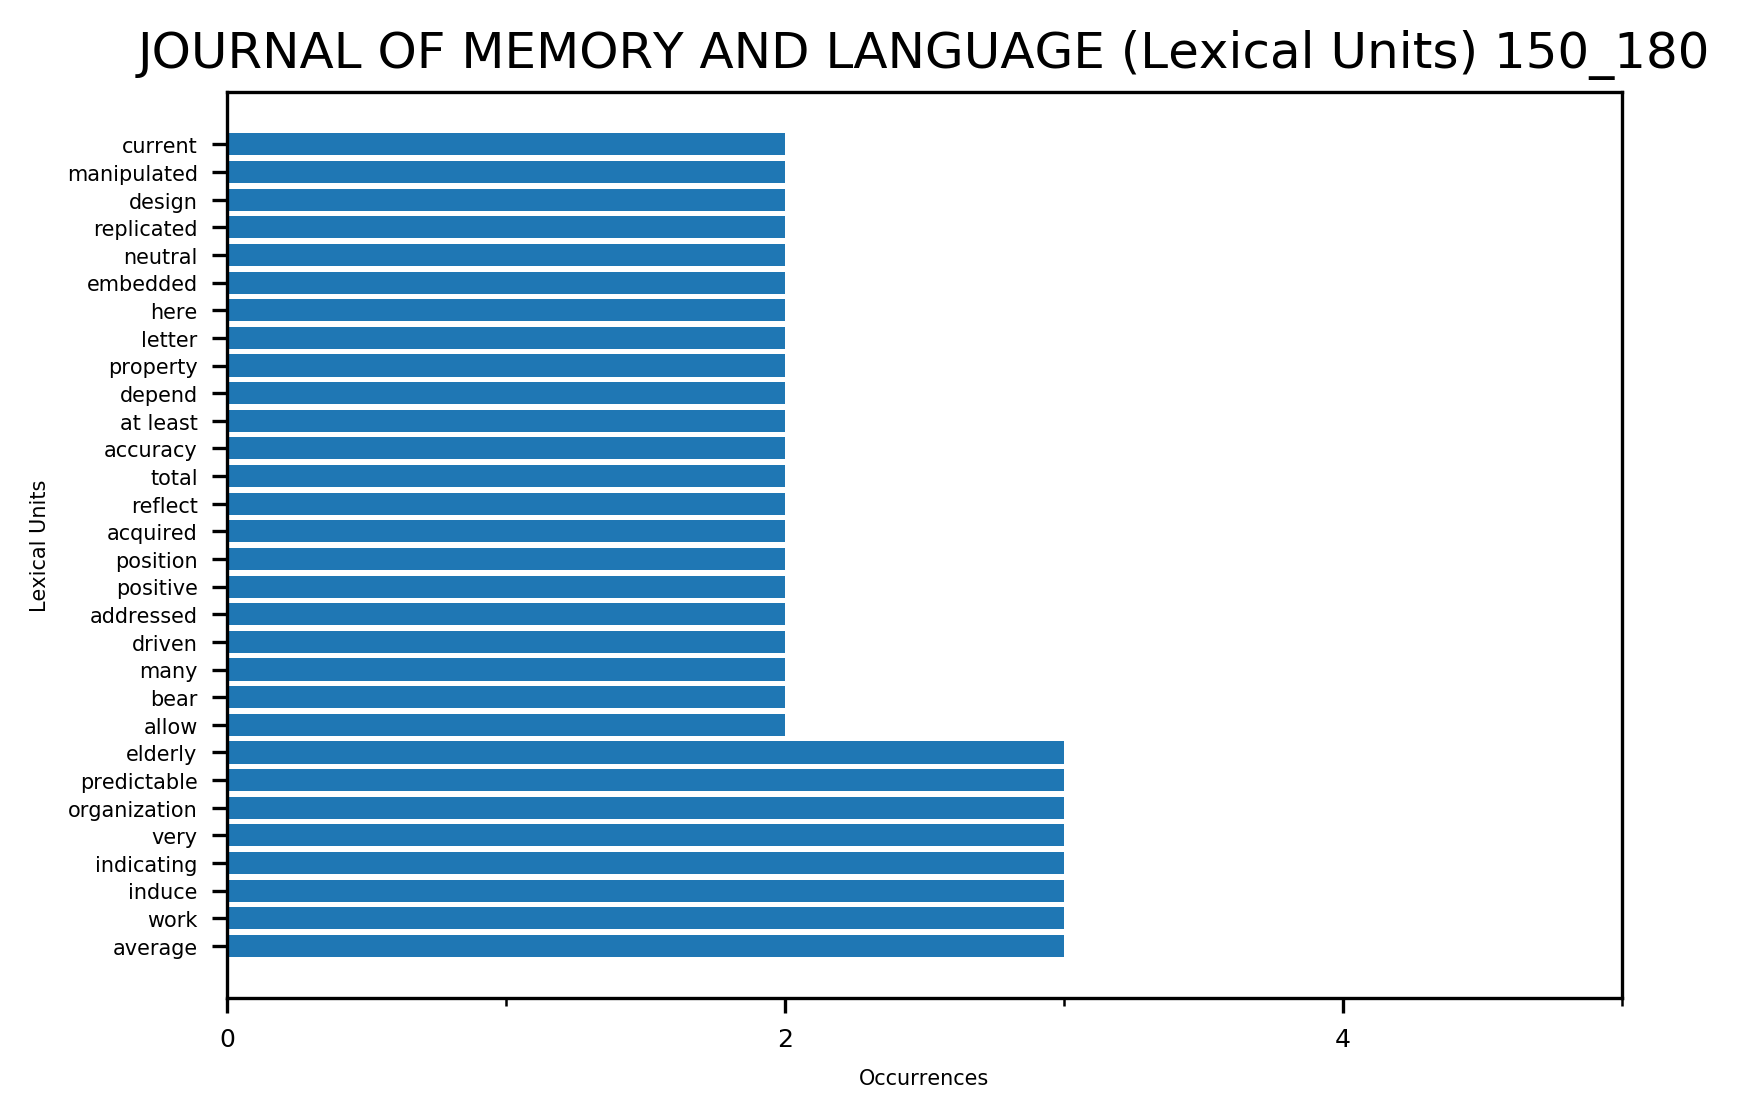 JOURNAL OF MEMORY AND LANGUAGE (Lexical Units) 150_180
current
manipulated
design
replicated
neutral
embedded
here
letter
property
depend
at least
accuracy
total
reflect
acquired
position
positive
addressed
driven
many
bear
allow
elderly
predictable
organization
very
indicating
induce
work
average
Lexical Units
0 2 4
Occurrences